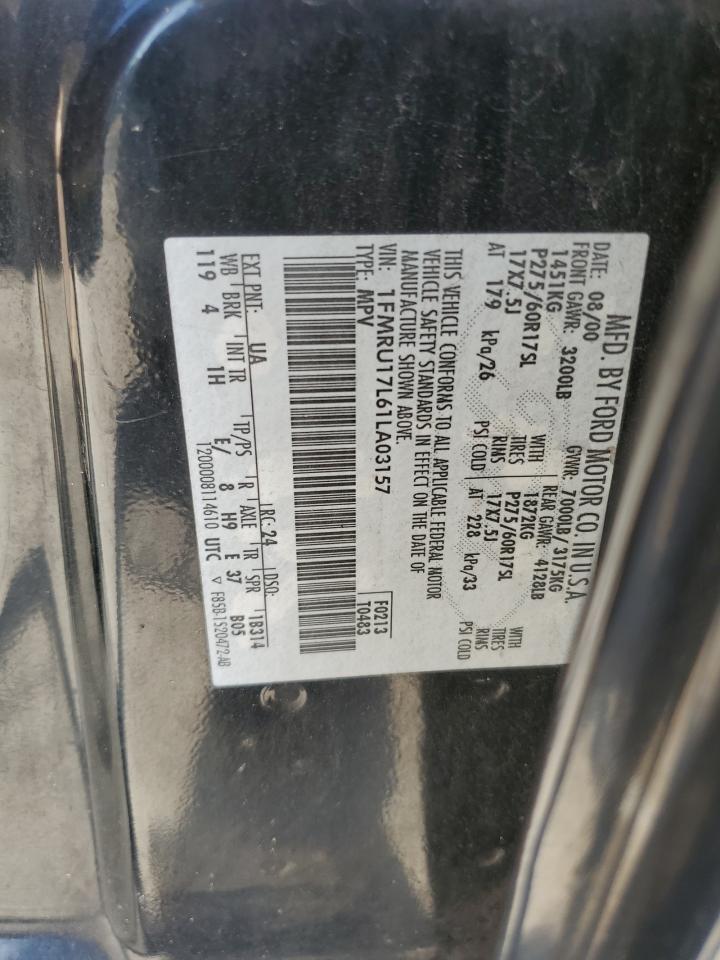 MFD. BY FORD MOTOR CO. IN U.S.A.
DATE: 08/00 GVWR: 7000LB/3175KG
FRONT GAWR: 3200LB REAR GAWR: 4128LB
1451KG WITH 1872KG WITH
P275/60R17SL TIRES P275/60R17SL TIRES
17X7.5J RIMS 17X7.5J RIMS
AT 179 kPa/26 PSI COLD AT 228 kPa/33 PSI COLD
THIS VEHICLE CONFORMS TO ALL APPLICABLE FEDERAL MOTOR
VEHICLE SAFETY STANDARDS IN EFFECT ON THE DATE OF
MANUFACTURE SHOWN ABOVE.
VIN: 1FMRU17L61LA03157 F0213
TYPE: MPV T0483
EXT PNT: UA RC: 24 DSO:
WB BRK INT TR TP/PS R AXLE TR SPR 1B314
119 4 1H E/ 8 H9 E 37 B05
1200008114610 UTC ▽ F85B-1520472-AB